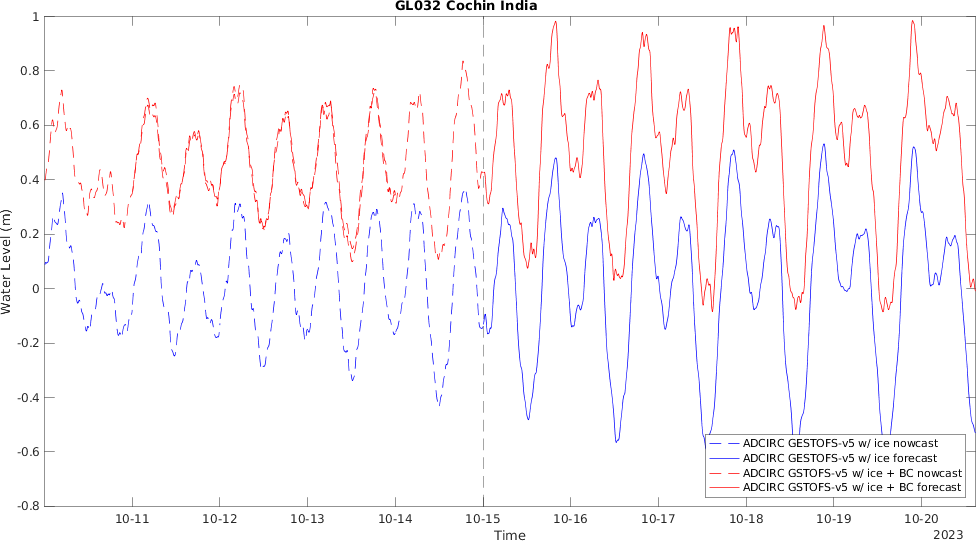 GL032 Cochin India
1
0.8
0.6
0.4
0.2
0
-0.2
-0.4
-0.6
-0.8
Water Level (m)
ADCIRC GESTOFS-v5 w/ ice nowcast
ADCIRC GESTOFS-v5 w/ ice forecast
ADCIRC GSTOFS-v5 w/ ice + BC nowcast
ADCIRC GSTOFS-v5 w/ ice + BC forecast
10-11 10-12 10-13 10-14 10-15 10-16 10-17 10-18 10-19 10-20
Time
2023